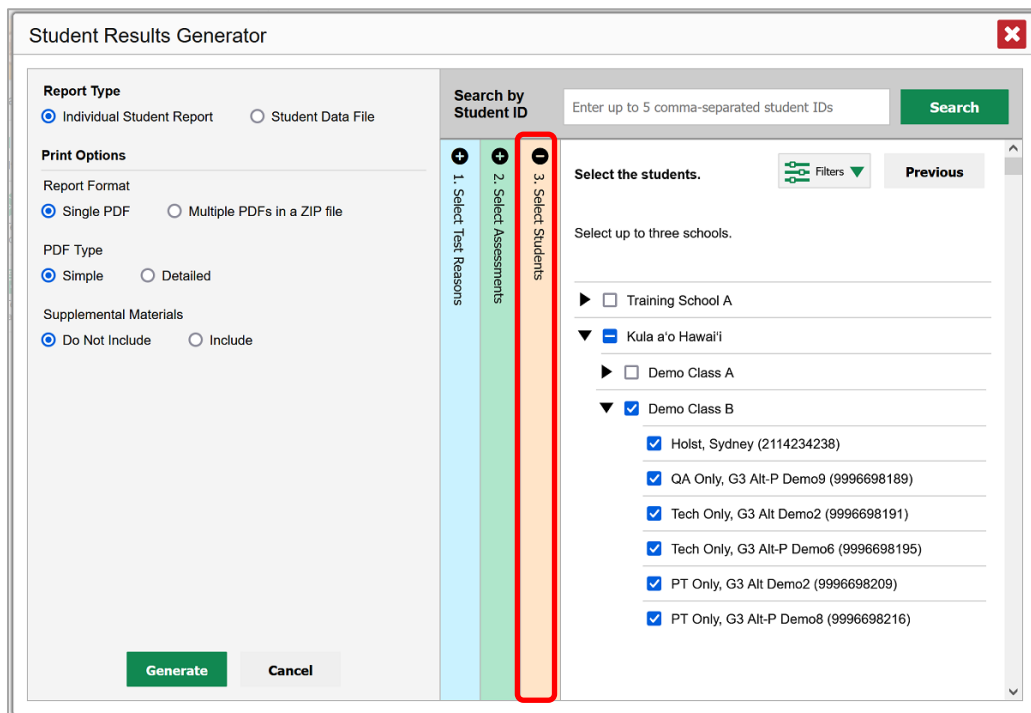 Student Results Generator
Report Type
Individual Student Report
Student Data File
Print Options
Report Format
Single PDF
Multiple PDFs in a ZIP file
PDF Type
Simple
Detailed
Supplemental Materials
Do Not Include
Include
Generate
Cancel
Search by
Student ID
Enter up to 5 comma-separated student IDs
Search
1. Select Test Reasons
2. Select Assessments
3. Select Students
Select the students.
Filters
Previous
Select up to three schools.
Training School A
Kula aʻo Hawaiʻi
Demo Class A
Demo Class B
Holst, Sydney (2114234238)
QA Only, G3 Alt-P Demo9 (9996698189)
Tech Only, G3 Alt Demo2 (9996698191)
Tech Only, G3 Alt-P Demo6 (9996698195)
PT Only, G3 Alt Demo2 (9996698209)
PT Only, G3 Alt-P Demo8 (9996698216)